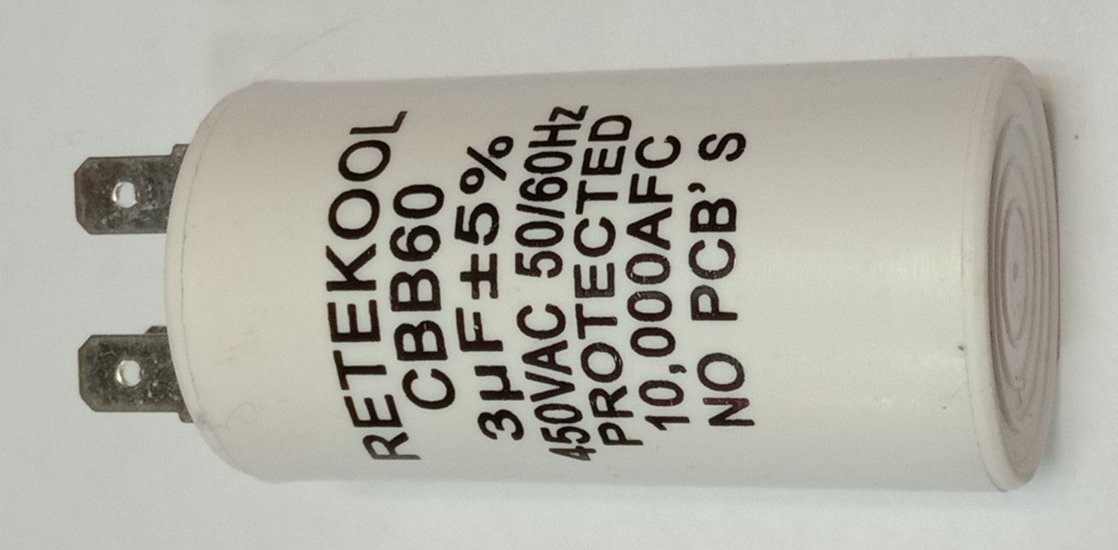 RETEKOOL
CBB60
3µF±5%
450VAC 50/60Hz
PROTECTED
10,000AFC
NO PCB'S